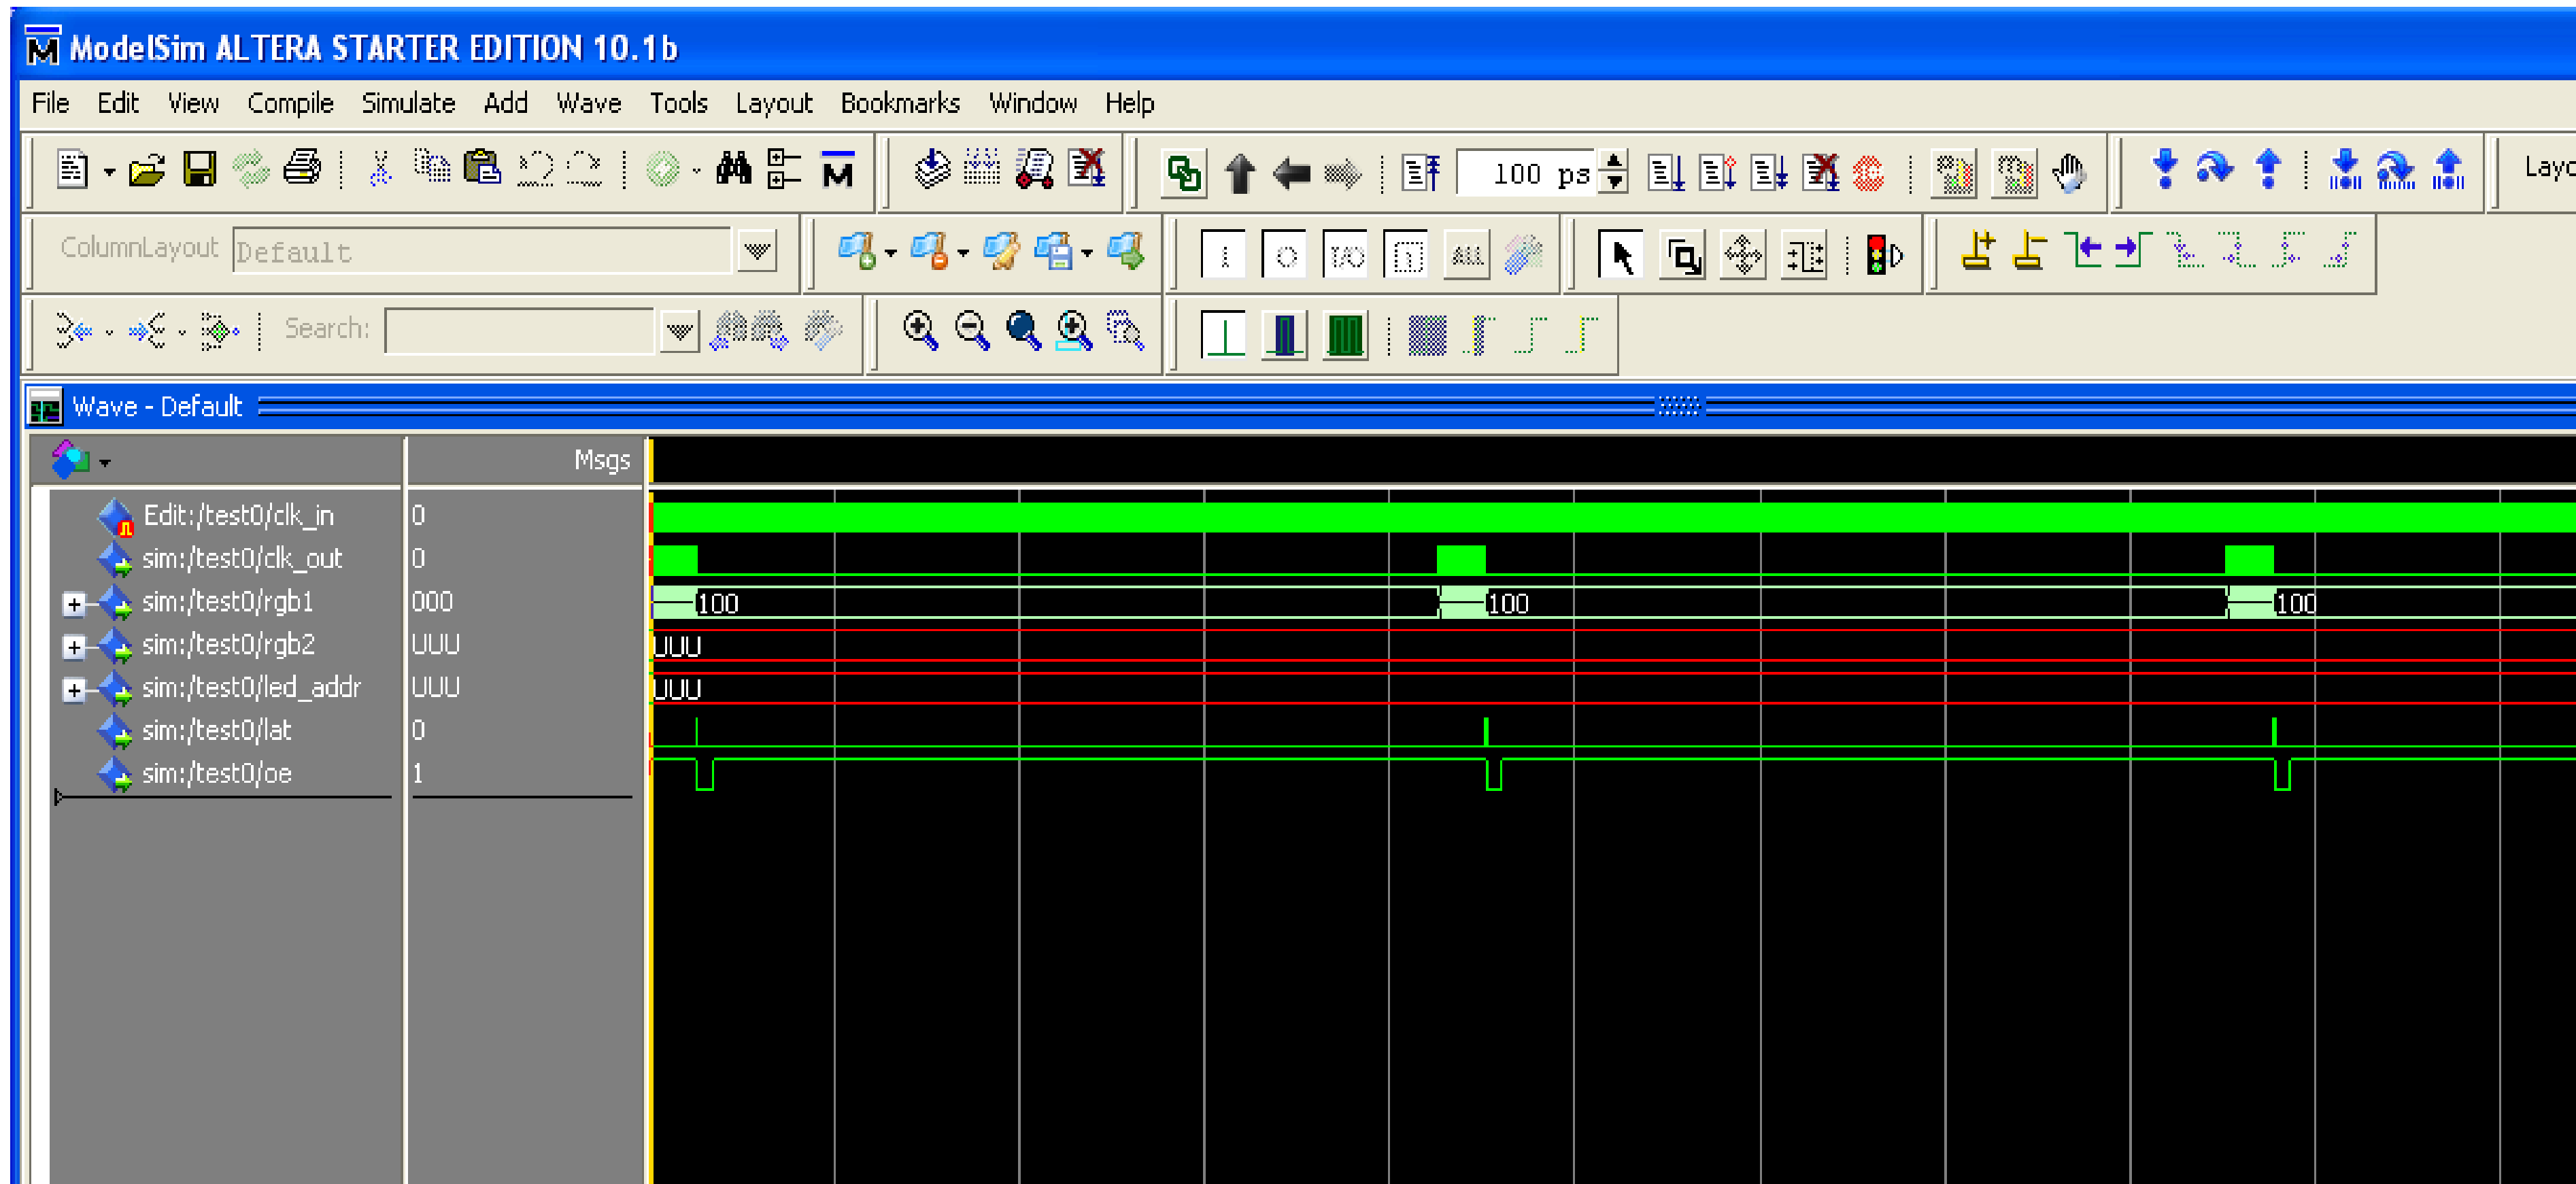 ModelSim ALTERA STARTER EDITION 10.1b
File Edit View Compile Simulate Add Wave Tools Layout Bookmarks Window Help
100 ps
ColumnLayout Default
I/O ALL
Search:
Wave - Default
Msgs
Edit:/test0/clk_in 0
sim:/test0/clk_out 0
sim:/test0/rgb1 000 100 100 100
sim:/test0/rgb2 UUU UUU
sim:/test0/led_addr UUU UUU
sim:/test0/lat 0
sim:/test0/oe 1